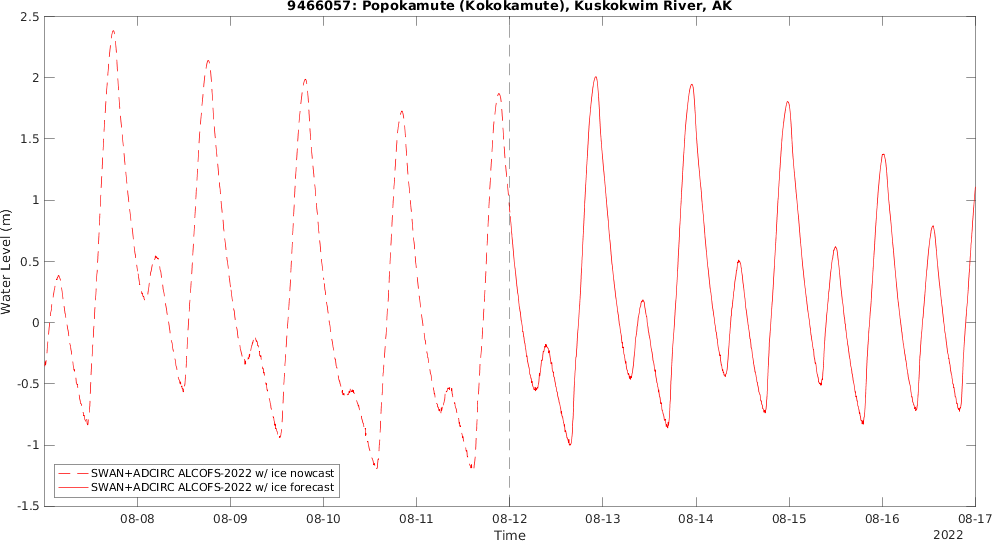 9466057: Popokamute (Kokokamute), Kuskokwim River, AK
2.5
2
1.5
1
0.5
0
-0.5
-1
-1.5
Water Level (m)
SWAN+ADCIRC ALCOFS-2022 w/ ice nowcast
SWAN+ADCIRC ALCOFS-2022 w/ ice forecast
08-08 08-09 08-10 08-11 08-12 08-13 08-14 08-15 08-16 08-17
Time
2022